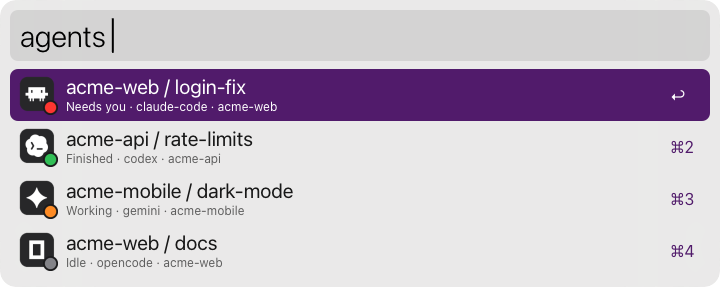 agents
acme-web / login-fix
Needs you · claude-code · acme-web
↩
acme-api / rate-limits
Finished · codex · acme-api
⌘2
acme-mobile / dark-mode
Working · gemini · acme-mobile
⌘3
acme-web / docs
Idle · opencode · acme-web
⌘4